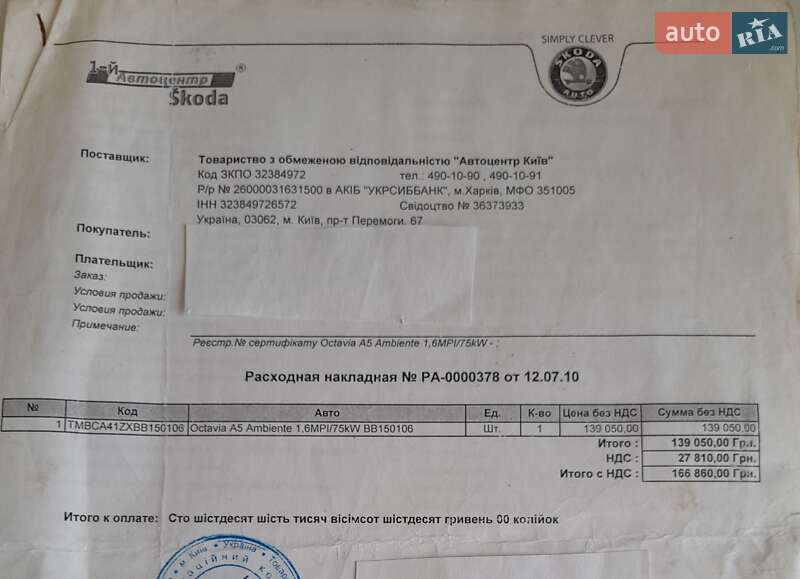 auto RIA.com
SIMPLY CLEVER
ŠKODA
AUTO
1-й Автоцентр ®
Škoda
Поставщик:
Товариство з обмеженою відповідальністю "Автоцентр Київ"
Код ЗКПО 32384972 тел.: 490-10-90 , 490-10-91
Р/р № 26000031631500 в АКІБ "УКРСИББАНК", м.Харків, МФО 351005
ІНН 323849726572 Свідоцтво № 36373933
Україна, 03062, м. Київ, пр-т Перемоги. 67
Покупатель:
Плательщик:
Заказ:
Условия продажи:
Условия продажи:
Примечание:
Реєстр.№ сертифікату Octavia A5 Ambiente 1,6MPI/75kW - ;
Расходная накладная № РА-0000378 от 12.07.10
№ Код Авто Ед. К-во Цена без НДС Сумма без НДС
1 TMBCA41ZXBB150106 Octavia A5 Ambiente 1,6MPI/75kW BB150106 Шт. 1 139 050,00 139 050,00
Итого : 139 050,00 Грн.
НДС : 27 810,00 Грн.
Итого с НДС : 166 860,00 Грн.
Итого к оплате: Сто шістдесят шість тисяч вісімсот шістдесят гривень 00 копійок
м. Київ • Україна •